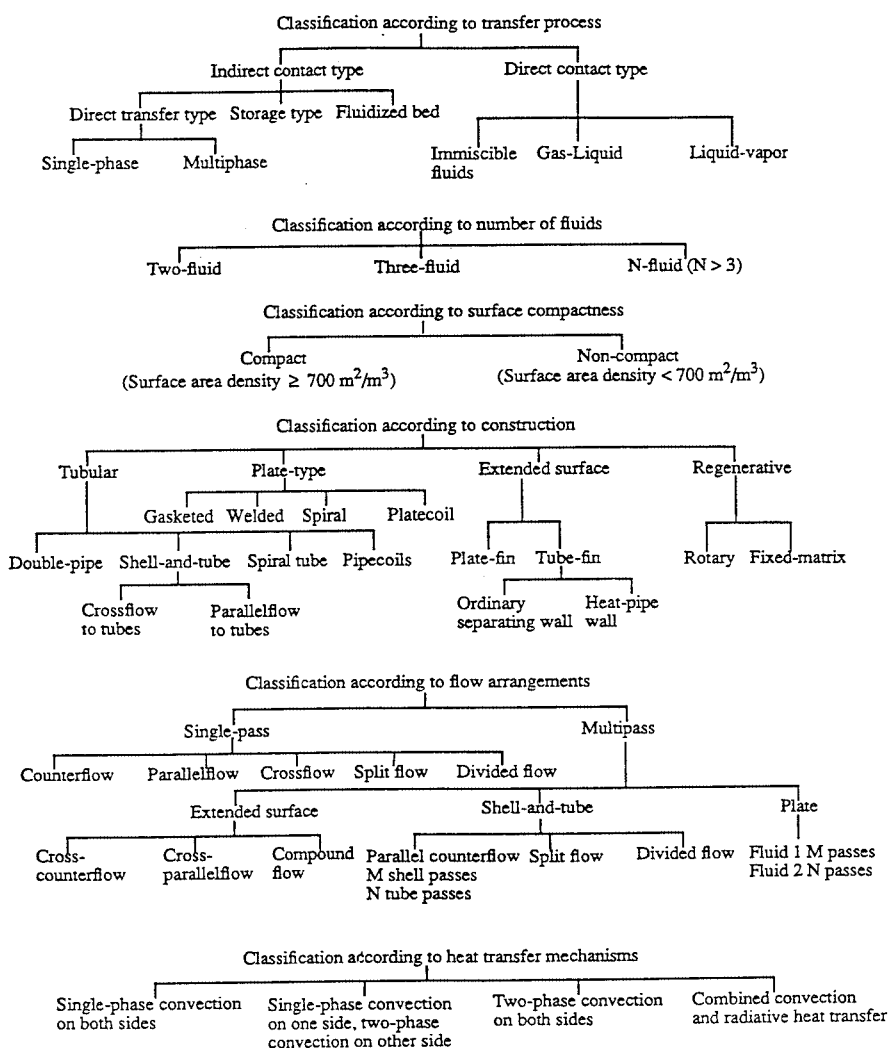 Classification according to transfer process
Indirect contact type
Direct contact type
Direct transfer type
Storage type
Fluidized bed
Single-phase
Multiphase
Immiscible
fluids
Gas-Liquid
Liquid-vapor
Classification according to number of fluids
Two-fluid
Three-fluid
N-fluid (N > 3)
Classification according to surface compactness
Compact
(Surface area density ≥ 700 m²/m³)
Non-compact
(Surface area density < 700 m²/m³)
Classification according to construction
Tubular
Plate-type
Extended surface
Regenerative
Gasketed
Welded
Spiral
Platecoil
Double-pipe
Shell-and-tube
Spiral tube
Pipecoils
Plate-fin
Tube-fin
Rotary
Fixed-matrix
Crossflow
to tubes
Parallelflow
to tubes
Ordinary
separating wall
Heat-pipe
wall
Classification according to flow arrangements
Single-pass
Multipass
Counterflow
Parallelflow
Crossflow
Split flow
Divided flow
Extended surface
Shell-and-tube
Plate
Cross-
counterflow
Cross-
parallelflow
Compound
flow
Parallel counterflow
M shell passes
N tube passes
Split flow
Divided flow
Fluid 1 M passes
Fluid 2 N passes
Classification according to heat transfer mechanisms
Single-phase convection
on both sides
Single-phase convection
on one side, two-phase
convection on other side
Two-phase convection
on both sides
Combined convection
and radiative heat transfer